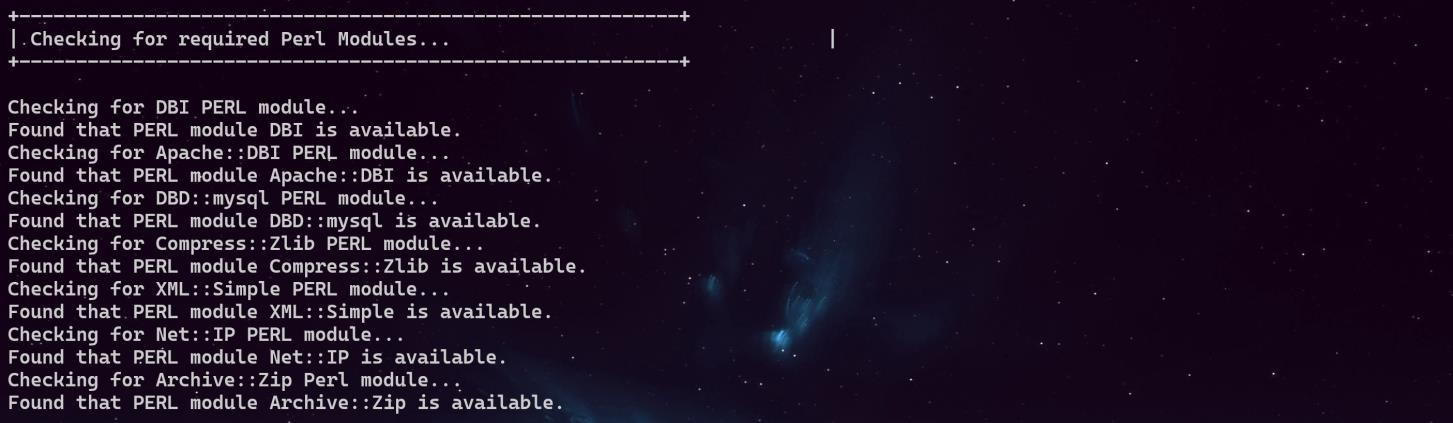 +----------------------------------------------------------+
| Checking for required Perl Modules...                                 |
+----------------------------------------------------------+
Checking for DBI PERL module...
Found that PERL module DBI is available.
Checking for Apache::DBI PERL module...
Found that PERL module Apache::DBI is available.
Checking for DBD::mysql PERL module...
Found that PERL module DBD::mysql is available.
Checking for Compress::Zlib PERL module...
Found that PERL module Compress::Zlib is available.
Checking for XML::Simple PERL module...
Found that PERL module XML::Simple is available.
Checking for Net::IP PERL module...
Found that PERL module Net::IP is available.
Checking for Archive::Zip Perl module...
Found that PERL module Archive::Zip is available.